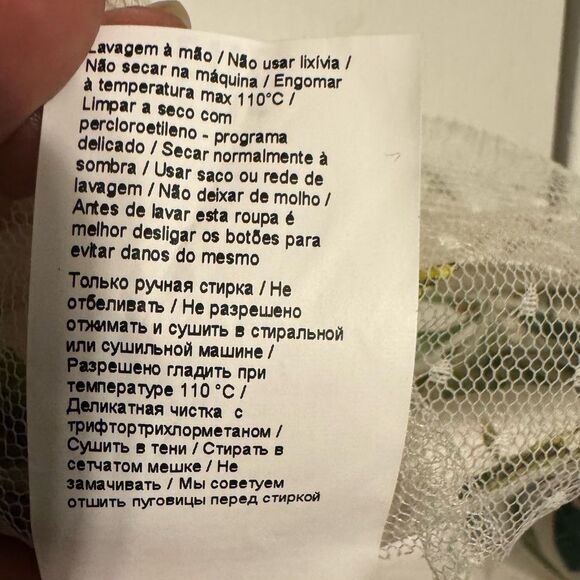 Lavagem à mão / Não usar lixívia /
Não secar na máquina / Engomar
à temperatura max 110°C /
Limpar a seco com
percloroetileno - programa
delicado / Secar normalmente à
sombra / Usar saco ou rede de
lavagem / Não deixar de molho /
Antes de lavar esta roupa é
melhor desligar os botões para
evitar danos do mesmo
Только ручная стирка / Не
отбеливать / Не разрешено
отжимать и сушить в стиральной
или сушильной машине /
Разрешено гладить при
температуре 110 °C /
Деликатная чистка с
трифтортрихлорметаном /
Сушить в тени / Стирать в
сетчатом мешке / Не
замачивать / Мы советуем
отшить пуговицы перед стиркой